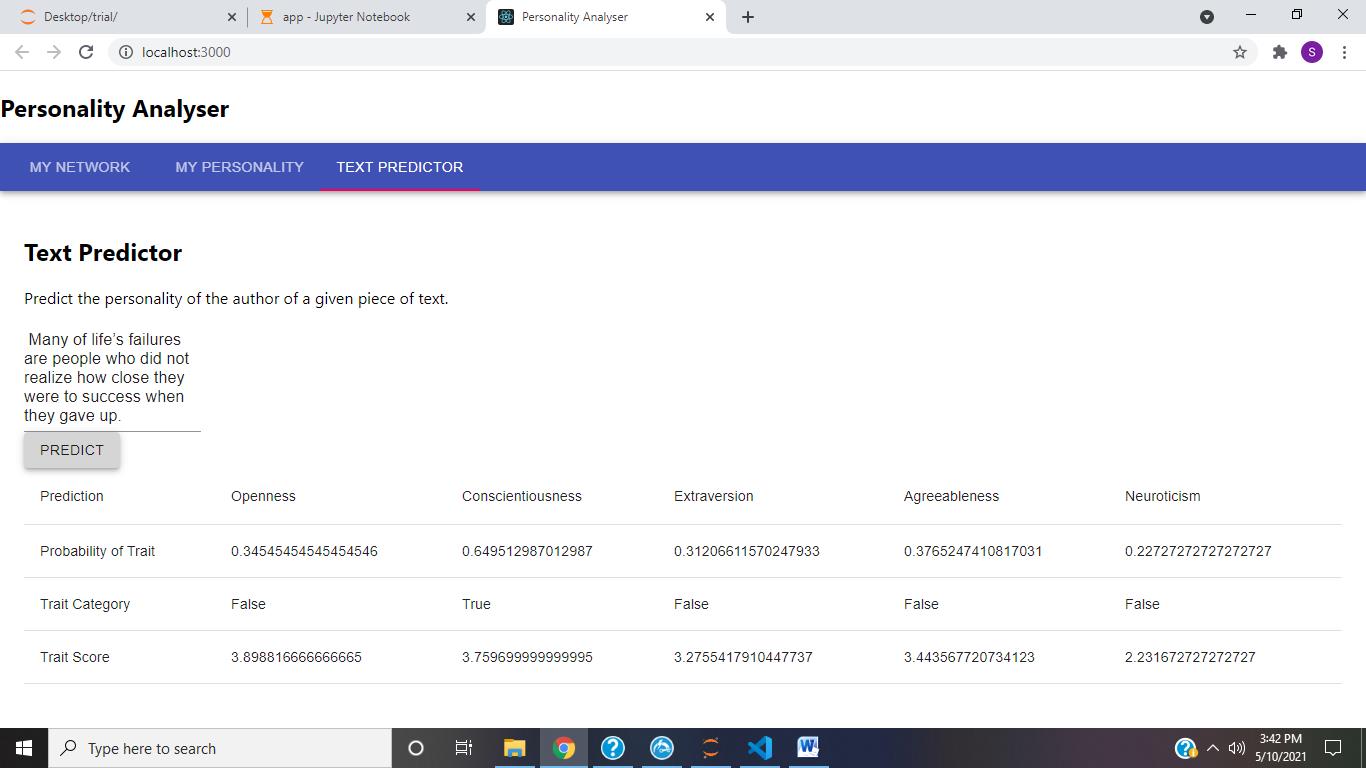 Desktop/trial/
app - Jupyter Notebook
Personality Analyser
localhost:3000
S
Personality Analyser
MY NETWORK
MY PERSONALITY
TEXT PREDICTOR
Text Predictor
Predict the personality of the author of a given piece of text.
Many of life’s failures
are people who did not
realize how close they
were to success when
they gave up.
PREDICT
Prediction Openness Conscientiousness Extraversion Agreeableness Neuroticism
Probability of Trait 0.34545454545454546 0.649512987012987 0.31206611570247933 0.3765247410817031 0.22727272727272727
Trait Category False True False False False
Trait Score 3.898816666666665 3.759699999999995 3.2755417910447737 3.443567720734123 2.231672727272727
Type here to search
3:42 PM
5/10/2021